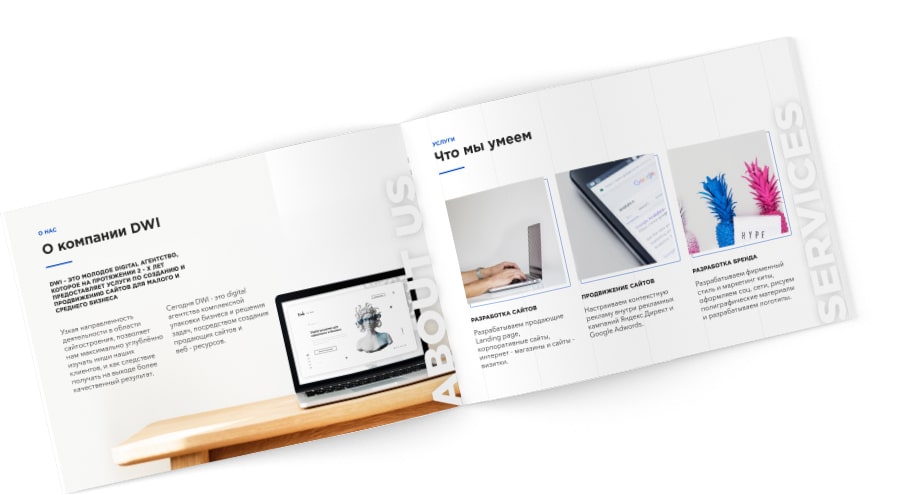 О НАС
О компании DWI
DWI - ЭТО МОЛОДОЕ DIGITAL АГЕНТСТВО,
КОТОРОЕ НА ПРОТЯЖЕНИИ 2 - Х ЛЕТ
ПРЕДОСТАВЛЯЕТ УСЛУГИ ПО СОЗДАНИЮ И
ПРОДВИЖЕНИЮ САЙТОВ ДЛЯ МАЛОГО И
СРЕДНЕГО БИЗНЕСА
Узкая направленность
деятельности в области
сайтостроения, позволяет
нам максимально углублённо
изучать ниши наших
клиентов, и как следствие
получать на выходе более
качественный результат.
Сегодня DWI - это digital
агентства комплексной
упаковки бизнеса и решения
задач, посредством создания
продающих сайтов и
веб - ресурсов.
ABOUT US
УСЛУГИ
Что мы умеем
РАЗРАБОТКА САЙТОВ
Разрабатываем продающие
Landing page,
корпоративные сайты,
интернет - магазины и сайты -
визитки.
Google
ПРОДВИЖЕНИЕ САЙТОВ
Настраиваем контекстную
рекламу внутри рекламных
кампаний Яндекс Директ и
Google Adwords.
HYPE
РАЗРАБОТКА БРЕНДА
Разрабатываем фирменный
стиль и маркетинг киты,
оформляем соц. сети, рисуем
полиграфические материалы
и разрабатываем логотипы.
SERVICES